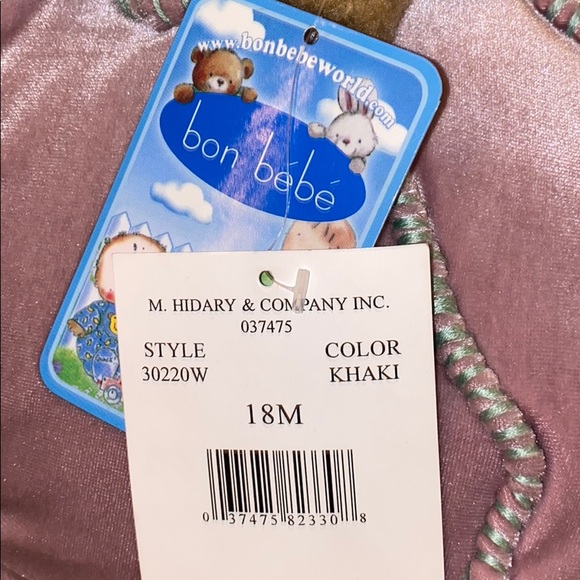 www.bonbebeworld.com
bon bébé
M. HIDARY & COMPANY INC.
037475
STYLE COLOR
30220W KHAKI
18M
0 37475 82330 8